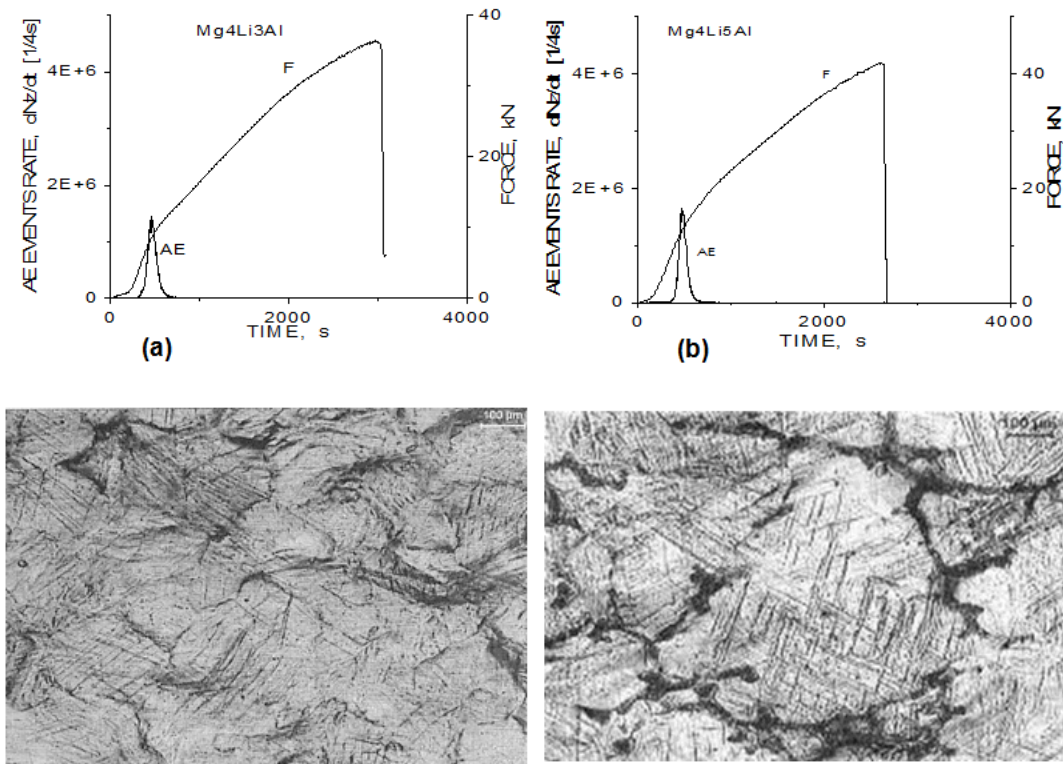 Mg4Li3Al
AE EVENTS RATE, dNz/dt [1/4s]
4E+6
2E+6
0
40
20
0
FORCE, kN
F
AE
0
2000
4000
TIME, s
(a)
Mg4Li5Al
AE EVENTS RATE, dNz/dt [1/4s]
4E+6
2E+6
0
40
20
0
FORCE, kN
F
AE
0
2000
4000
TIME, s
(b)
100 µm
100 µm